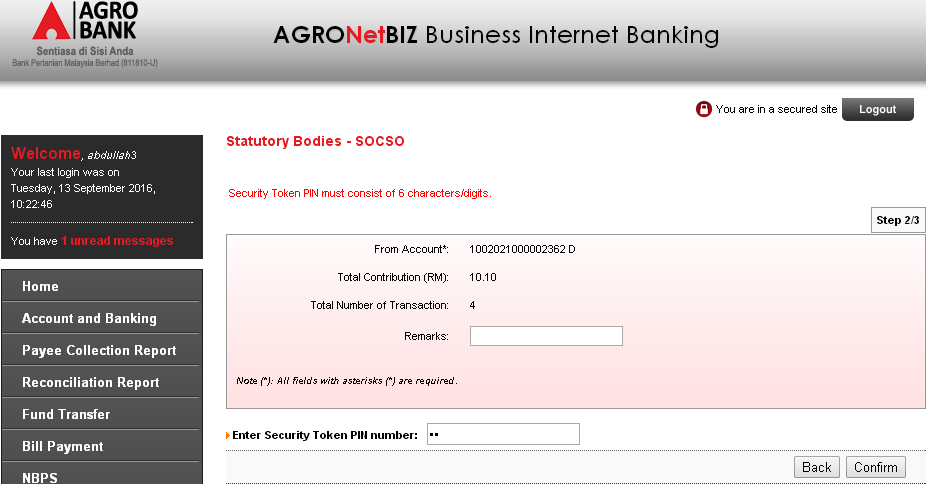 AGRO
BANK
Sentiasa di Sisi Anda
Bank Pertanian Malaysia Berhad (811810-U)
AGRONetBIZ Business Internet Banking
You are in a secured site
Logout
Welcome, abdullah3
Your last login was on
Tuesday, 13 September 2016,
10:22:46
You have 1 unread messages
Home
Account and Banking
Payee Collection Report
Reconciliation Report
Fund Transfer
Bill Payment
NBPS
Statutory Bodies - SOCSO
Security Token PIN must consist of 6 characters/digits.
Step 2/3
From Account*: 1002021000002362 D
Total Contribution (RM): 10.10
Total Number of Transaction: 4
Remarks:
Note (*): All fields with asterisks (*) are required.
Enter Security Token PIN number: ••
Back Confirm